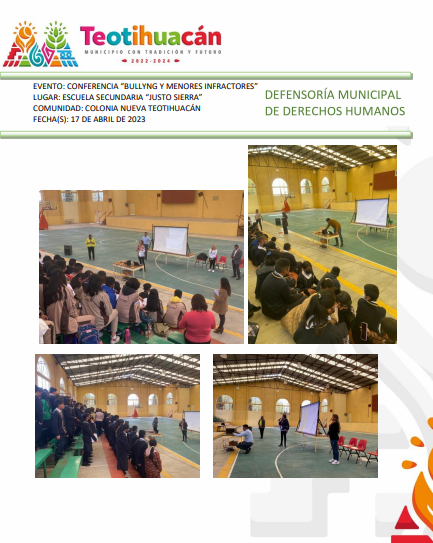 Teotihuacán
MUNICIPIO CON TRADICIÓN Y FUTURO
2022-2024
EVENTO: CONFERENCIA “BULLYNG Y MENORES INFRACTORES”
LUGAR: ESCUELA SECUNDARIA “JUSTO SIERRA”
COMUNIDAD: COLONIA NUEVA TEOTIHUACÁN
FECHA(S): 17 DE ABRIL DE 2023
DEFENSORÍA MUNICIPAL
DE DERECHOS HUMANOS